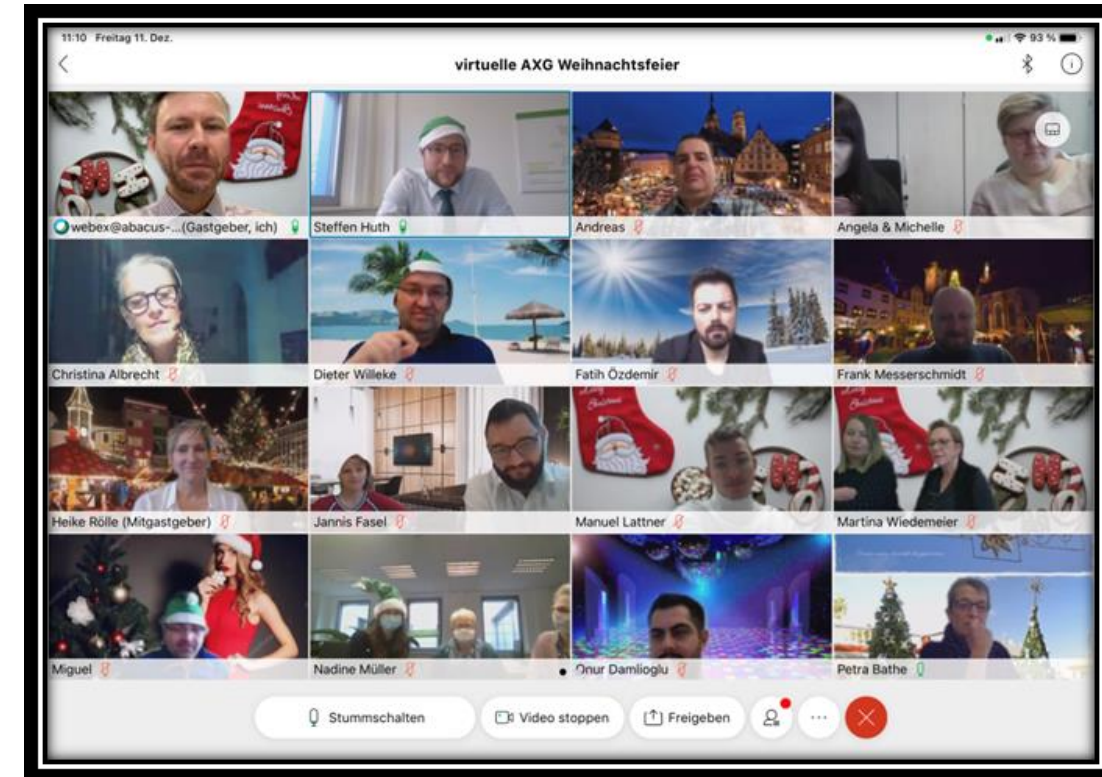 11:10 Freitag 11. Dez.
93 %
virtuelle AXG Weihnachtsfeier
webex@abacus-...(Gastgeber, ich)
Steffen Huth
Andreas
Angela & Michelle
Christina Albrecht
Dieter Willeke
Fatih Özdemir
Frank Messerschmidt
Heike Rölle (Mitgastgeber)
Jannis Fasel
Manuel Lattner
Martina Wiedemeier
Miguel
Nadine Müller
Onur Damlioglu
Petra Bathe
Stummschalten
Video stoppen
Freigeben